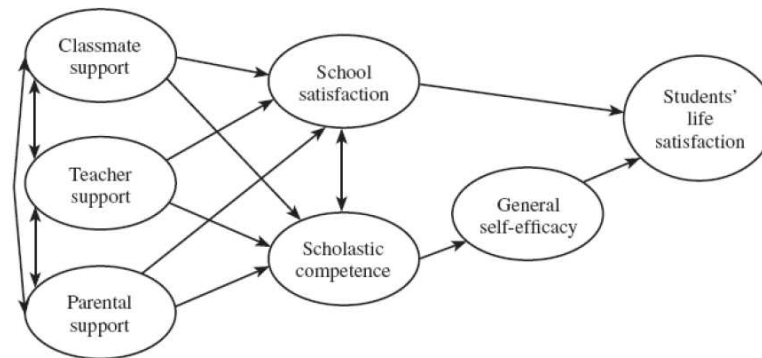 Classmate
support
School
satisfaction
Students'
life
satisfaction
Teacher
support
General
self-efficacy
Scholastic
competence
Parental
support